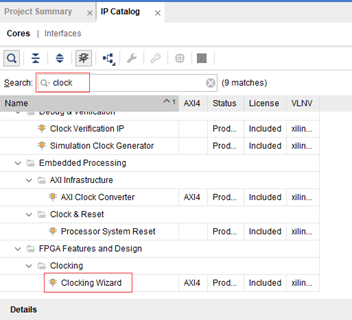 Project Summary × IP Catalog ×
Cores | Interfaces
Search: clock (9 matches)
Name ^1 AXI4 Status License VLNV
Debug & Verification
Clock Verification IP Prod... Included xilin...
Simulation Clock Generator Prod... Included xilin...
Embedded Processing
AXI Infrastructure
AXI Clock Converter AXI4 Prod... Included xilin...
Clock & Reset
Processor System Reset Prod... Included xilin...
FPGA Features and Design
Clocking
Clocking Wizard AXI4 Prod... Included xilin...
Details